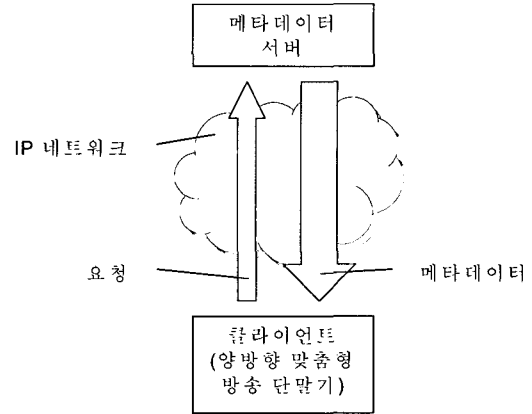 메타데이터
서버
IP 네트워크
요청
메타데이터
클라이언트
(양방향 맞춤형
방송 단말기)